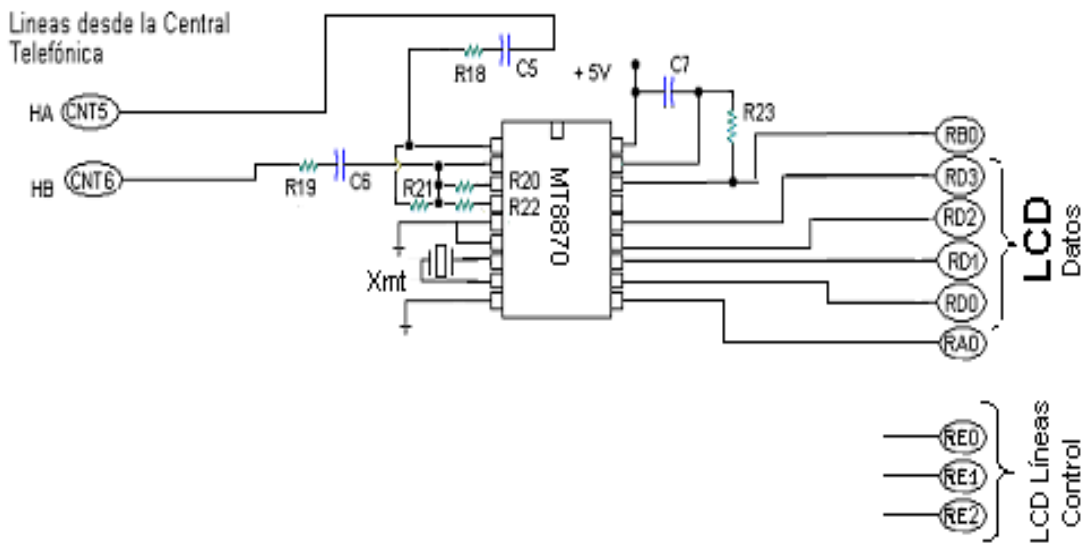 Lineas desde la Central
Telefónica
R18
C5
+ 5V
C7
R23
HA
CNT5
HB
CNT6
R19
C6
R21
R20
R22
MT8870
Xmt
RB0
RD3
RD2
RD1
RD0
RA0
LCD
Datos
RE0
RE1
RE2
LCD Líneas
Control